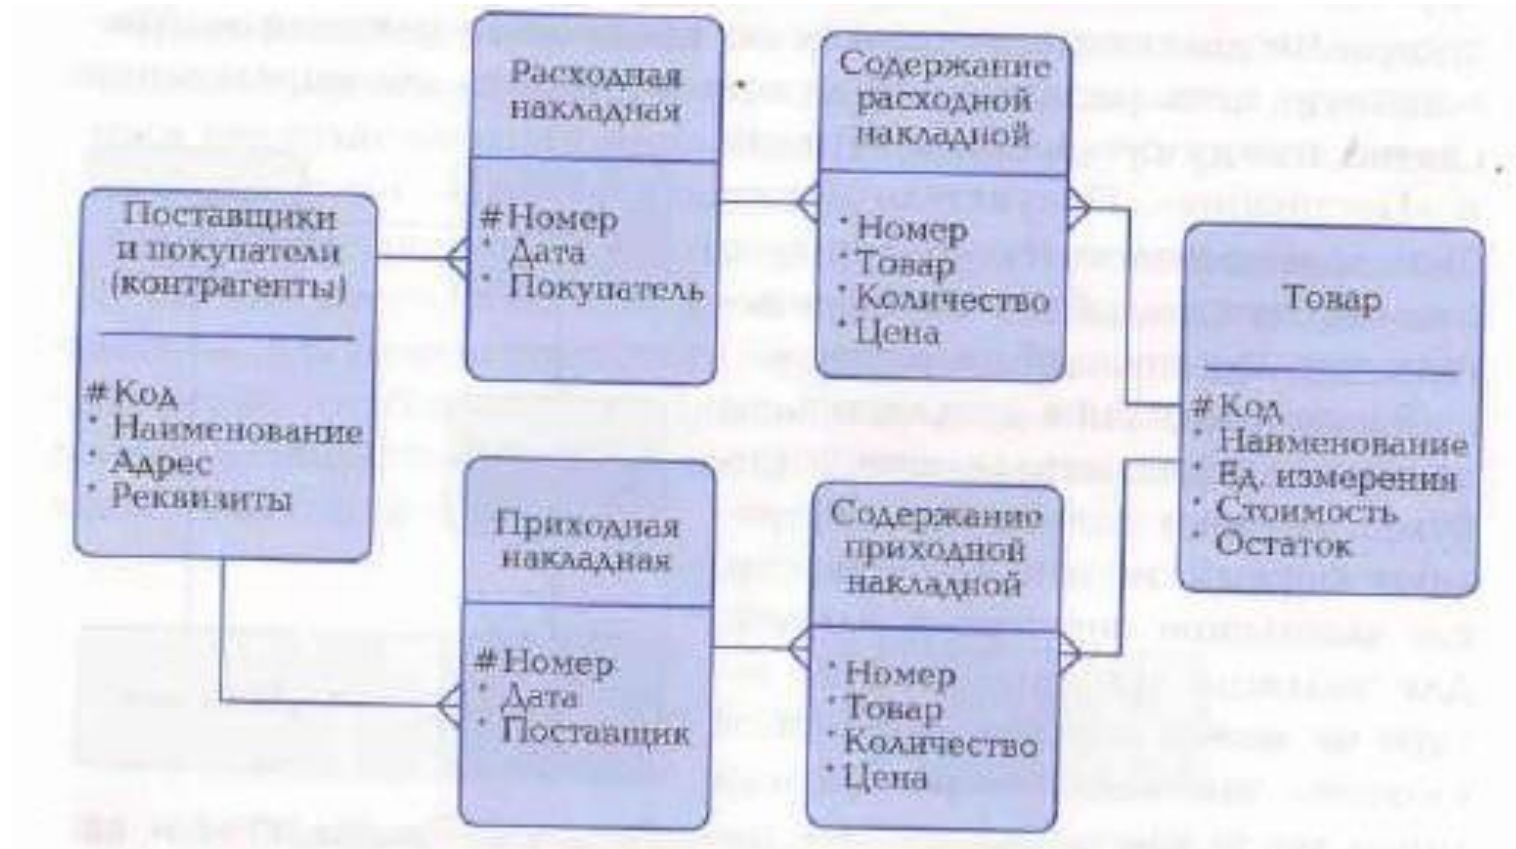 Поставщики
и покупатели
(контрагенты)
#Код
* Наименование
* Адрес
* Реквизиты
Расходная
накладная
#Номер
* Дата
* Покупатель
Содержание
расходной
накладной
* Номер
* Товар
* Количество
* Цена
Приходная
накладная
#Номер
* Дата
* Поставщик
Содержание
приходной
накладной
* Номер
* Товар
* Количество
* Цена
Товар
#Код
* Наименование
* Ед. измерения
* Стоимость
* Остаток